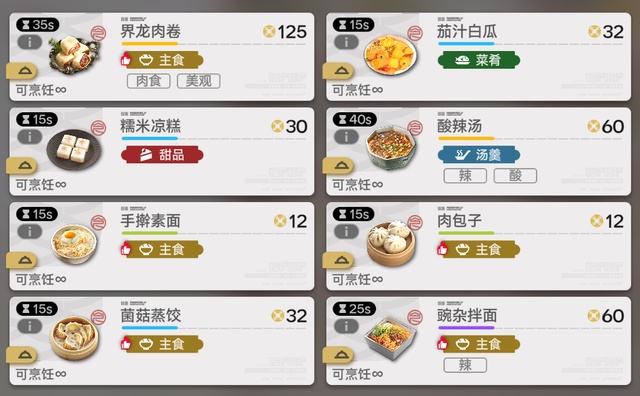 35s
界龙肉卷
125
主食
肉食
美观
可烹饪∞
15s
茄汁白瓜
32
菜肴
可烹饪∞
15s
糯米凉糕
30
甜品
可烹饪∞
40s
酸辣汤
60
汤羹
辣
酸
可烹饪∞
15s
手擀素面
12
主食
可烹饪∞
15s
肉包子
12
主食
可烹饪∞
15s
菌菇蒸饺
32
主食
可烹饪∞
25s
豌杂拌面
60
主食
辣
可烹饪∞